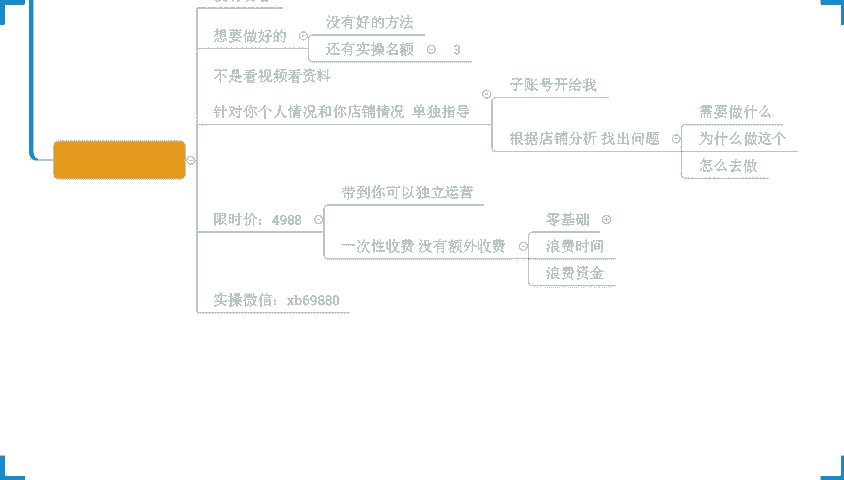 想要做好的
没有好的方法
还有实操名额 3
不是看视频看资料
针对你个人情况和你店铺情况 单独指导
子账号开给我
根据店铺分析 找出问题
需要做什么
为什么做这个
怎么去做
限时价：4988
带到你可以独立运营
一次性收费 没有额外收费
零基础
浪费时间
浪费资金
实操微信：xb69880